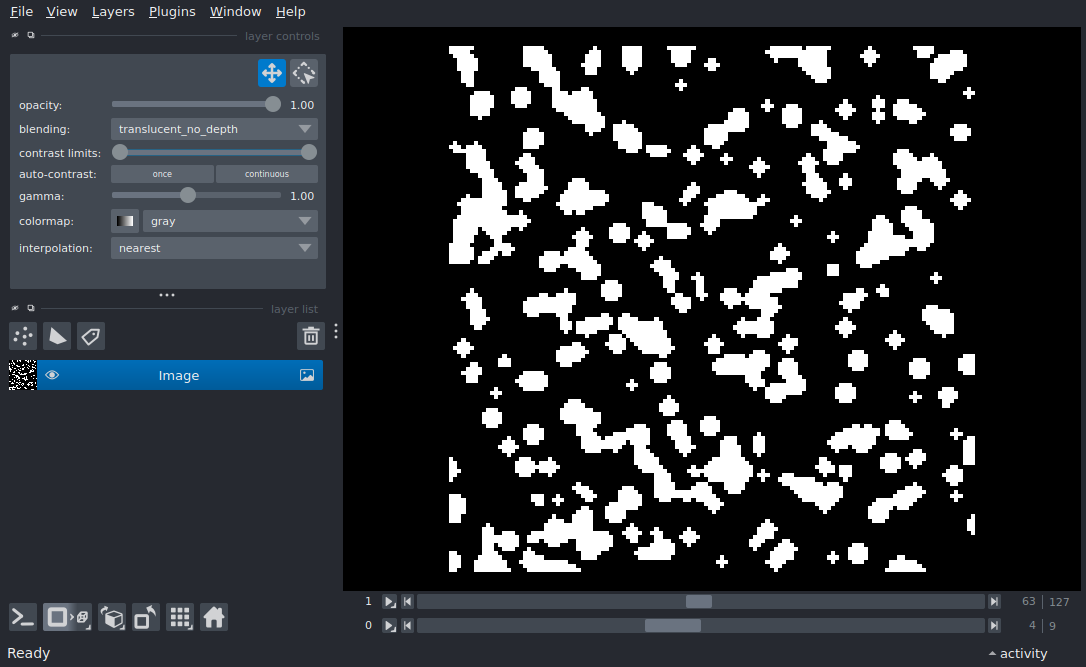 File View Layers Plugins Window Help
layer controls
opacity: 1.00
blending: translucent_no_depth
contrast limits:
auto-contrast: once continuous
gamma: 1.00
colormap: gray
interpolation: nearest
layer list
Image
1 63 127
0 4 9
Ready activity